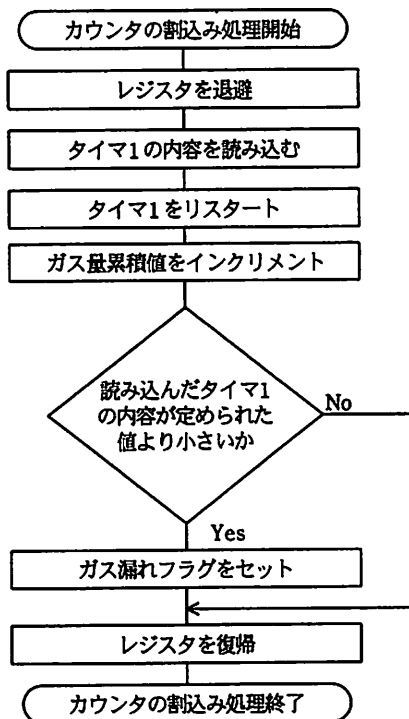 カウンタの割込み処理開始
レジスタを退避
タイマ1の内容を読み込む
タイマ1をリスタート
ガス量累積値をインクリメント
読み込んだタイマ1
の内容が定められた
値より小さいか
No
Yes
ガス漏れフラグをセット
レジスタを復帰
カウンタの割込み処理終了